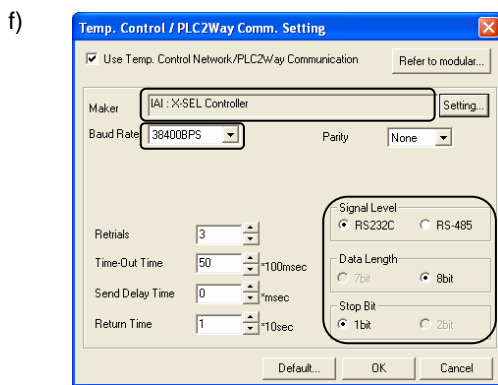 f)
Temp. Control / PLC2Way Comm. Setting
Use Temp. Control Network/PLC2Way Communication
Refer to modular...
Maker IAI : X-SEL Controller Setting...
Baud Rate 38400BPS Parity None
Signal Level
RS232C RS-485
Retrials 3
Data Length
Time-Out Time 50 *100msec
7bit 8bit
Send Delay Time 0 *msec
Stop Bit
Return Time 1 *10sec
1bit 2bit
Default... OK Cancel